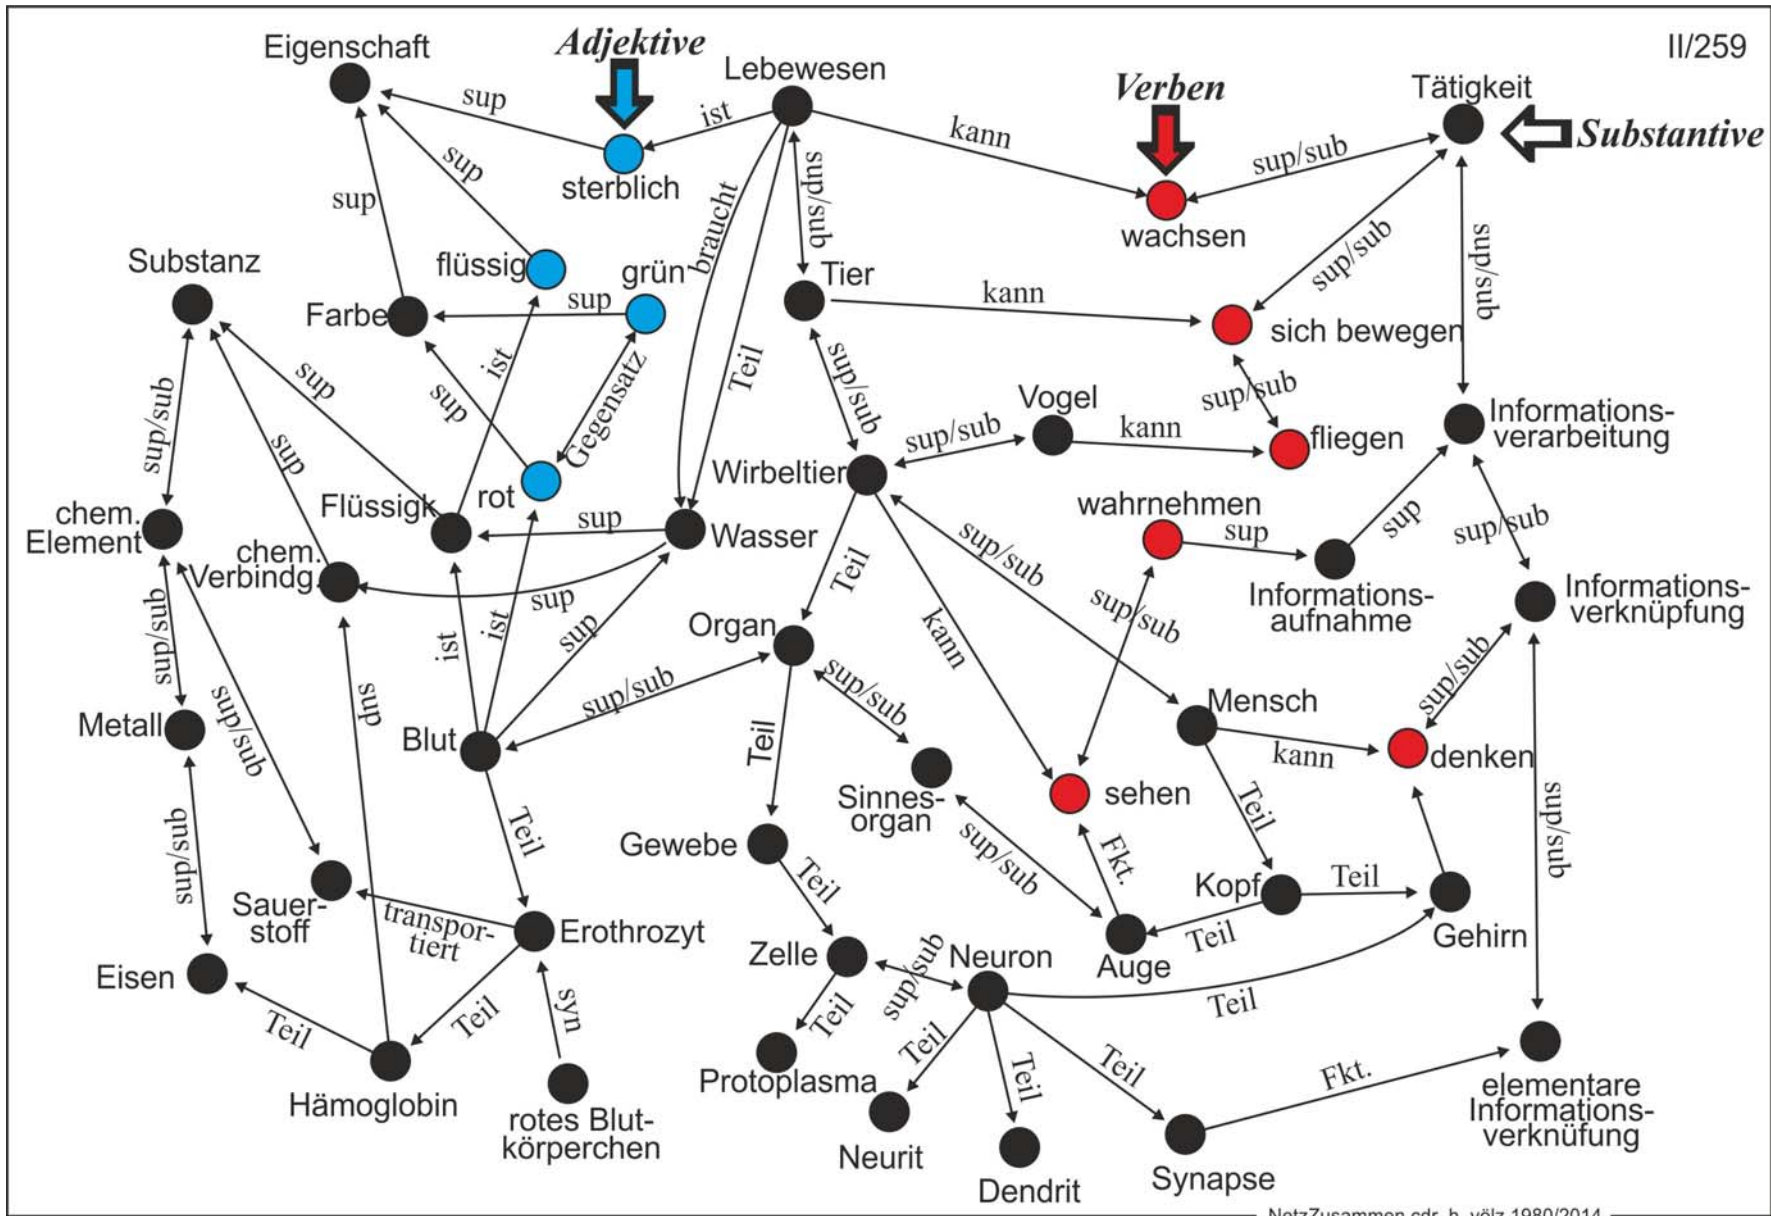 Eigenschaft
Adjektive
Lebewesen
II/259
Verben
Tätigkeit
Substantive
sup
ist
kann
sup/sub
sterblich
sup
sup
braucht
sup/sub
wachsen
sup/sub
sup/sub
Substanz
flüssig
grün
Tier
kann
sich bewegen
Farbe
sup
sup/sub
sup
ist
sup
Gegensatz
Teil
sup/sub
Vogel
sup/sub
sup/sub
kann
fliegen
Informations-
verarbeitung
sup
Flüssigk
rot
Wirbeltier
wahrnehmen
chem.
Element
sup
Wasser
sup/sub
sup
sup
sup/sub
chem.
Verbindg.
sup
Teil
Informations-
aufnahme
Informations-
verknüpfung
sup/sub
ist
ist
sup
Organ
kann
sup/sub
sup/sub
Metall
sup/sub
sup
Blut
sup/sub
sup/sub
Mensch
kann
denken
Teil
Sinnes-
organ
sehen
Teil
sup/sub
sup/sub
Teil
Gewebe
sup/sub
Fkt.
Sauer-
stoff
transpor-
tiert
Erothrozyt
Teil
Kopf
Teil
Teil
Gehirn
Eisen
Zelle
sup/sub
Neuron
Auge
Teil
Teil
Teil
syn
Teil
Protoplasma
Teil
Teil
Teil
Fkt.
Hämoglobin
rotes Blut-
körperchen
Neurit
Dendrit
Synapse
elementare
Informations-
verknüfung
NetzZusammen.cdr h. völz 1980/2014